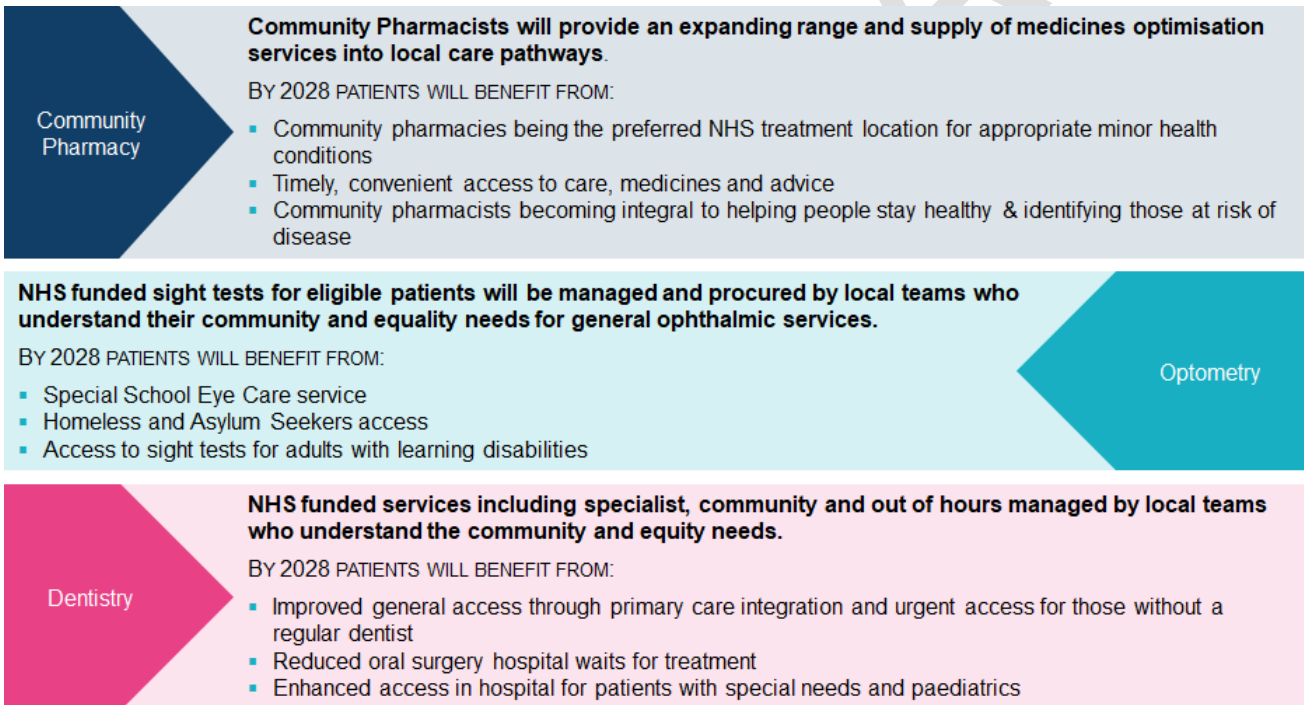 Community Pharmacists will provide an expanding range and supply of medicines optimisation
services into local care pathways.
BY 2028 PATIENTS WILL BENEFIT FROM:
Community
Pharmacy
▪ Community pharmacies being the preferred NHS treatment location for appropriate minor health
conditions
▪ Timely, convenient access to care, medicines and advice
▪ Community pharmacists becoming integral to helping people stay healthy & identifying those at risk of
disease
NHS funded sight tests for eligible patients will be managed and procured by local teams who
understand their community and equality needs for general ophthalmic services.
BY 2028 PATIENTS WILL BENEFIT FROM:
▪ Special School Eye Care service
▪ Homeless and Asylum Seekers access
▪ Access to sight tests for adults with learning disabilities
Optometry
NHS funded services including specialist, community and out of hours managed by local teams
who understand the community and equity needs.
BY 2028 PATIENTS WILL BENEFIT FROM:
Dentistry
▪ Improved general access through primary care integration and urgent access for those without a
regular dentist
▪ Reduced oral surgery hospital waits for treatment
▪ Enhanced access in hospital for patients with special needs and paediatrics